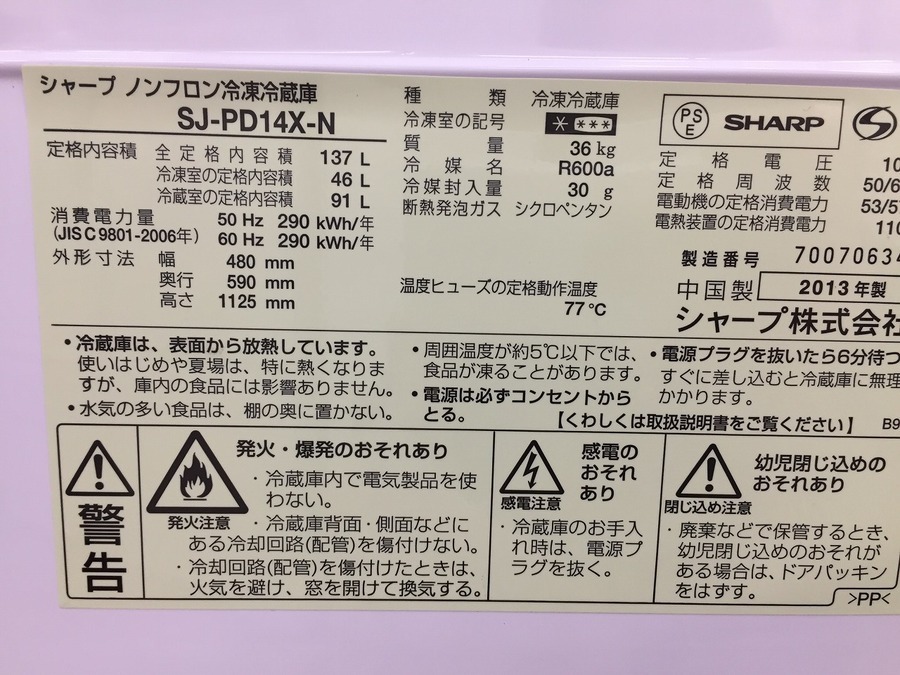 シャープ ノンフロン冷凍冷蔵庫
SJ-PD14X-N
定格内容積 全定格内容積 137 L
冷凍室の定格内容積 46 L
冷蔵室の定格内容積 91 L
消費電力量 50 Hz 290 kWh/年
(JIS C 9801-2006年) 60 Hz 290 kWh/年
外形寸法 幅 480 mm
奥行 590 mm
高さ 1125 mm
種類 冷凍冷蔵庫
冷凍室の記号 * ***
質量 36 kg
冷媒名 R600a
冷媒封入量 30 g
断熱発泡ガス シクロペンタン
温度ヒューズの定格動作温度
77℃
PS
E
SHARP
定格電圧 10
定格周波数 50/6
電動機の定格消費電力 53/5
電熱装置の定格消費電力 110
製造番号 7007063
中国製 2013年製
シャープ株式会社
・冷蔵庫は、表面から放熱しています。
使いはじめや夏場は、特に熱くなりま
すが、庫内の食品には影響ありません。
・水気の多い食品は、棚の奥に置かない。
・周囲温度が約5℃以下では、
食品が凍ることがあります。
・電源は必ずコンセントから
とる。
・電源プラグを抜いたら6分待つ
すぐに差し込むと冷蔵庫に無理
かかります。
【くわしくは取扱説明書をご覧ください】 B9
警告
発火・爆発のおそれあり
発火注意
・冷蔵庫内で電気製品を使
わない。
・冷蔵庫背面・側面などに
ある冷却回路(配管)を傷付けない。
・冷却回路(配管)を傷付けたときは、
火気を避け、窓を開けて換気する。
感電の
おそれ
あり
感電注意
・冷蔵庫のお手入
れ時は、電源プ
ラグを抜く。
幼児閉じ込めの
おそれあり
閉じ込め注意
・廃棄などで保管するとき、
幼児閉じ込めのおそれが
ある場合は、ドアパッキン
をはずす。
>PP<